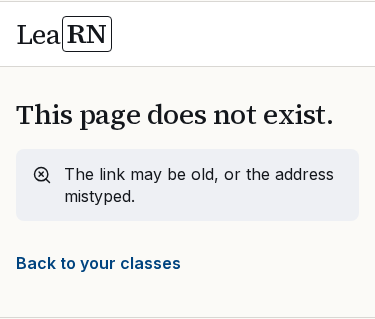 LeaRN
This page does not exist.
The link may be old, or the address
mistyped.
Back to your classes